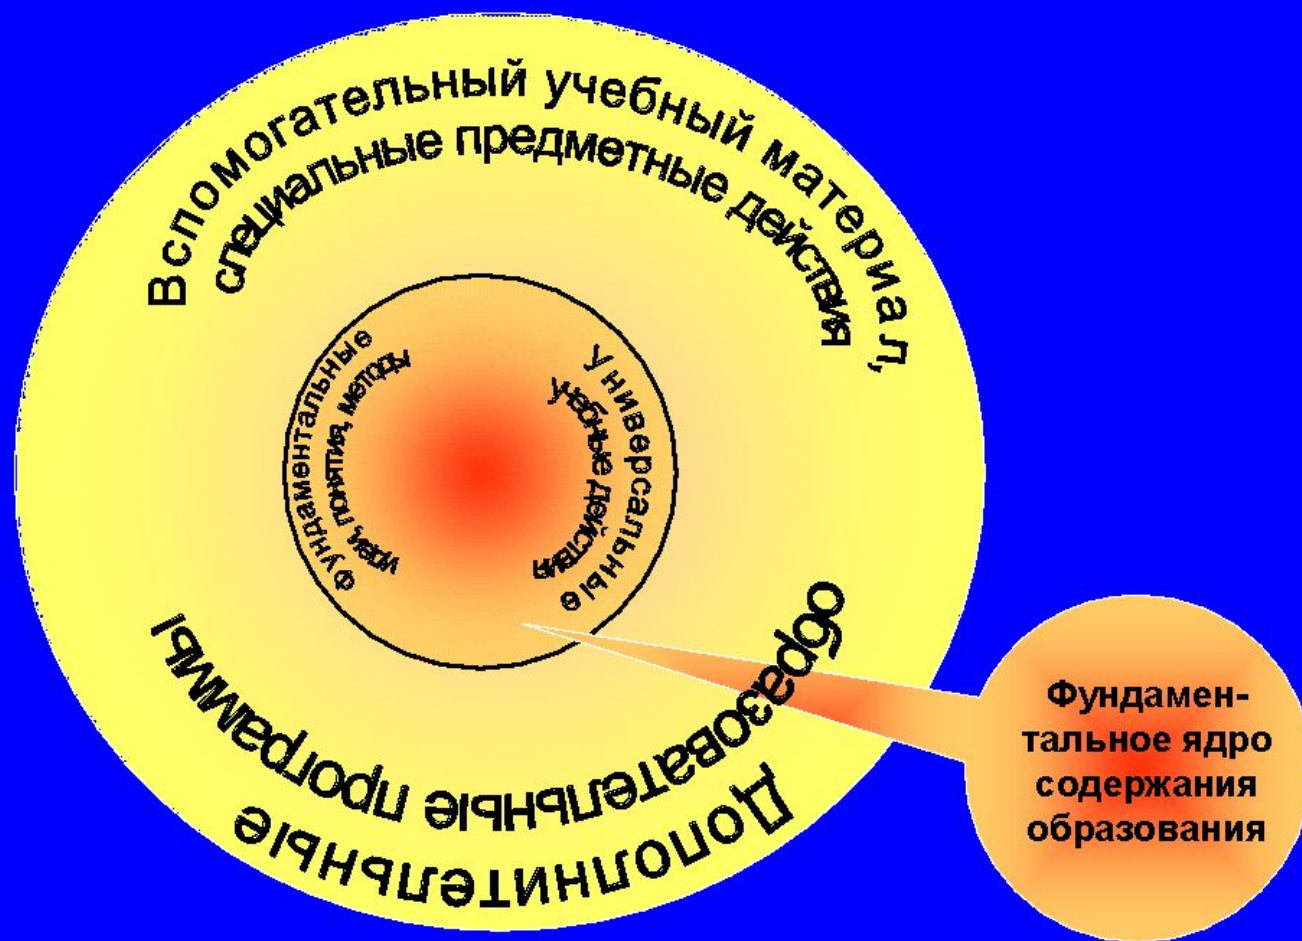 Вспомогательный учебный материал,
специальные предметные действия
Фундаментальные
идеи, понятия, методы
Универсальные
учебные действия
Дополнительные
образовательные программы
Фундамен-
тальное ядро
содержания
образования